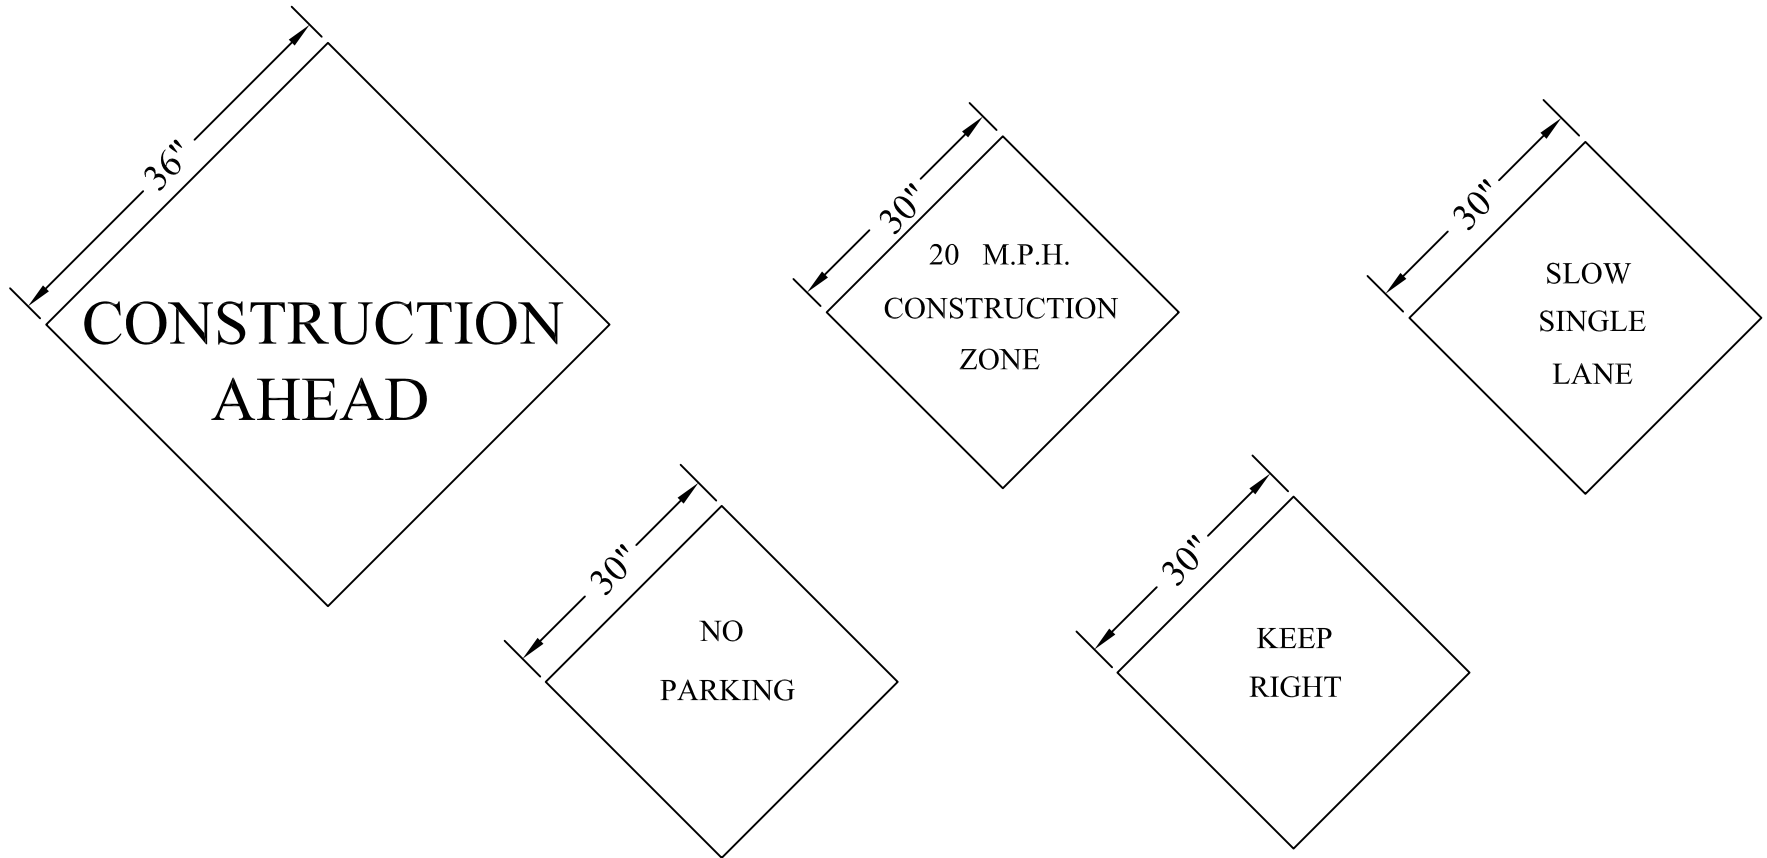 36"
CONSTRUCTION
AHEAD
30"
20 M.P.H.
CONSTRUCTION
ZONE
30"
SLOW
SINGLE
LANE
30"
NO
PARKING
30"
KEEP
RIGHT